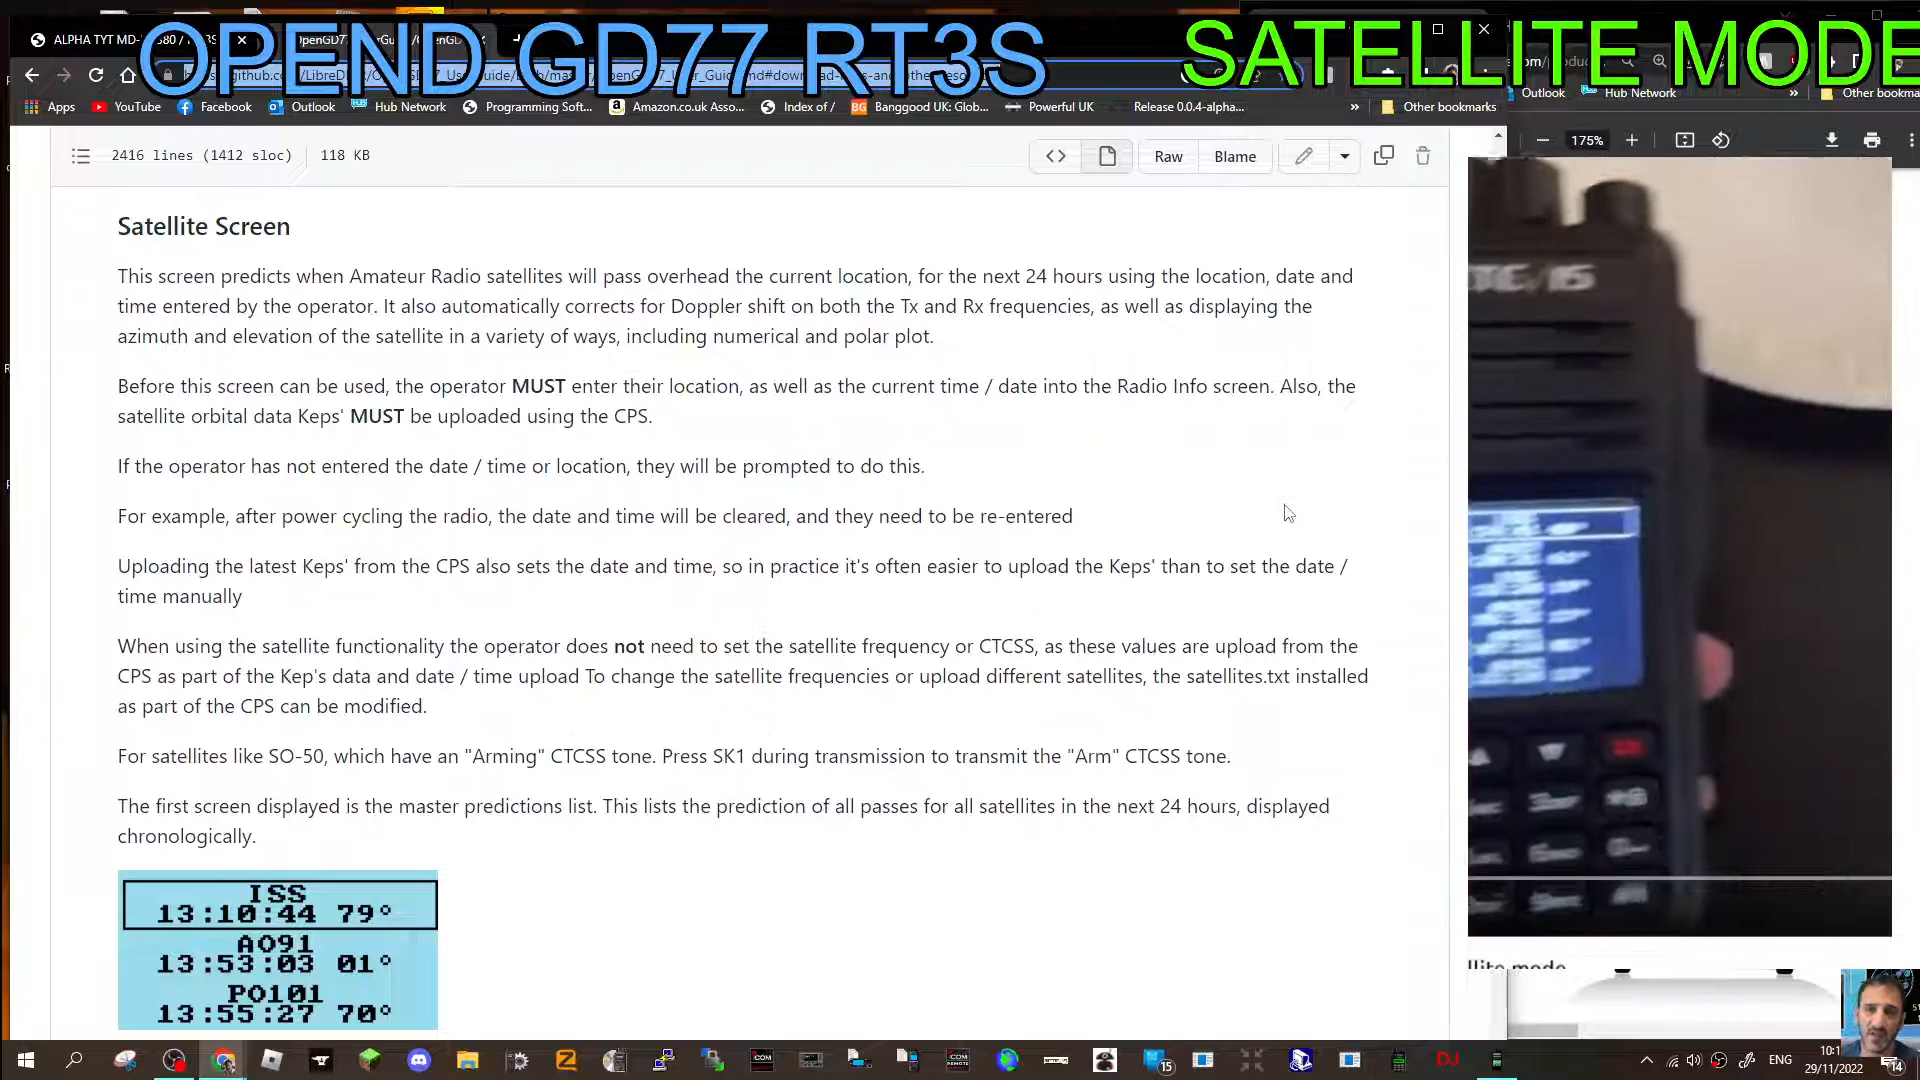 OPEND GD77 RT3S
SATELLITE MODE
ALPHA TYT MD-
Apps
YouTube
Facebook
Outlook
Hub Network
Programming Soft...
Amazon.co.uk Asso...
Index of /
Banggood UK: Glob...
Powerful UK
Release 0.0.4-alpha...
»
Other bookmarks
Outlook
Hub Network
»
175%
2416 lines (1412 sloc)
118 KB
Raw
Blame
Satellite Screen
This screen predicts when Amateur Radio satellites will pass overhead the current location, for the next 24 hours using the location, date and
time entered by the operator. It also automatically corrects for Doppler shift on both the Tx and Rx frequencies, as well as displaying the
azimuth and elevation of the satellite in a variety of ways, including numerical and polar plot.
Before this screen can be used, the operator MUST enter their location, as well as the current time / date into the Radio Info screen. Also, the
satellite orbital data Keps' MUST be uploaded using the CPS.
If the operator has not entered the date / time or location, they will be prompted to do this.
For example, after power cycling the radio, the date and time will be cleared, and they need to be re-entered
Uploading the latest Keps' from the CPS also sets the date and time, so in practice it's often easier to upload the Keps' than to set the date /
time manually
When using the satellite functionality the operator does not need to set the satellite frequency or CTCSS, as these values are upload from the
CPS as part of the Kep's data and date / time upload To change the satellite frequencies or upload different satellites, the satellites.txt installed
as part of the CPS can be modified.
For satellites like SO-50, which have an "Arming" CTCSS tone. Press SK1 during transmission to transmit the "Arm" CTCSS tone.
The first screen displayed is the master predictions list. This lists the prediction of all passes for all satellites in the next 24 hours, displayed
chronologically.
ISS
13:10:44 79°
AO91
13:53:03 01°
PO101
13:55:27 70°
ENG
29/11/2022
15
14